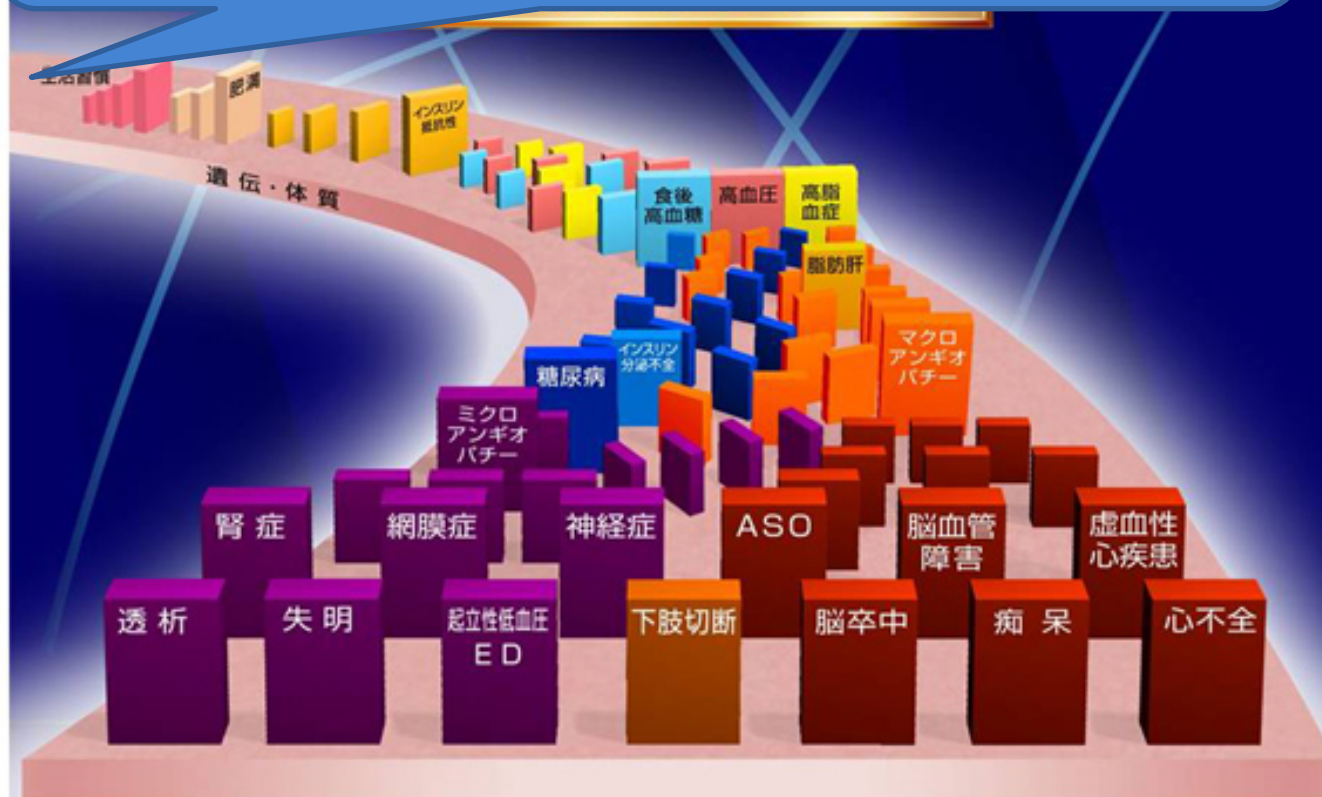 生活習慣
肥満
インスリン
抵抗性
遺伝・体質
食後
高血糖
高血圧
高脂
血症
脂肪肝
マクロ
アンギオ
パチー
インスリン
分泌不全
糖尿病
ミクロ
アンギオ
パチー
腎症
網膜症
神経症
ASO
脳血管
障害
虚血性
心疾患
透析
失明
起立性低血圧
ED
下肢切断
脳卒中
痴呆
心不全